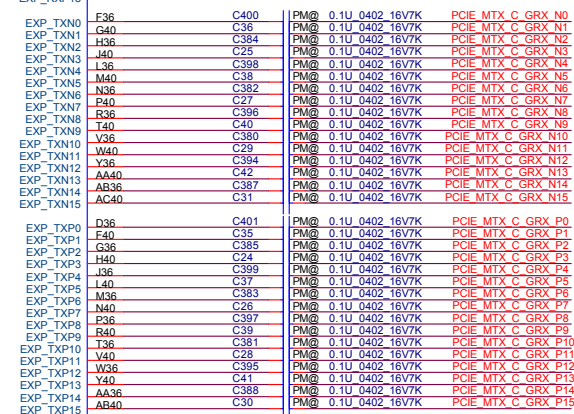 EXP_TXN0 F36 C400 PM@ 0.1U_0402_16V7K PCIE_MTX_C_GRX_N0
EXP_TXN1 G40 C36 PM@ 0.1U_0402_16V7K PCIE_MTX_C_GRX_N1
EXP_TXN2 H36 C384 PM@ 0.1U_0402_16V7K PCIE_MTX_C_GRX_N2
EXP_TXN3 J40 C25 PM@ 0.1U_0402_16V7K PCIE_MTX_C_GRX_N3
EXP_TXN4 L36 C398 PM@ 0.1U_0402_16V7K PCIE_MTX_C_GRX_N4
EXP_TXN5 M40 C38 PM@ 0.1U_0402_16V7K PCIE_MTX_C_GRX_N5
EXP_TXN6 N36 C382 PM@ 0.1U_0402_16V7K PCIE_MTX_C_GRX_N6
EXP_TXN7 P40 C27 PM@ 0.1U_0402_16V7K PCIE_MTX_C_GRX_N7
EXP_TXN8 R36 C396 PM@ 0.1U_0402_16V7K PCIE_MTX_C_GRX_N8
EXP_TXN9 T40 C40 PM@ 0.1U_0402_16V7K PCIE_MTX_C_GRX_N9
EXP_TXN10 V36 C380 PM@ 0.1U_0402_16V7K PCIE_MTX_C_GRX_N10
EXP_TXN11 W40 C29 PM@ 0.1U_0402_16V7K PCIE_MTX_C_GRX_N11
EXP_TXN12 Y36 C394 PM@ 0.1U_0402_16V7K PCIE_MTX_C_GRX_N12
EXP_TXN13 AA40 C42 PM@ 0.1U_0402_16V7K PCIE_MTX_C_GRX_N13
EXP_TXN14 AB36 C387 PM@ 0.1U_0402_16V7K PCIE_MTX_C_GRX_N14
EXP_TXN15 AC40 C31 PM@ 0.1U_0402_16V7K PCIE_MTX_C_GRX_N15
EXP_TXP0 D36 C401 PM@ 0.1U_0402_16V7K PCIE_MTX_C_GRX_P0
EXP_TXP1 F40 C35 PM@ 0.1U_0402_16V7K PCIE_MTX_C_GRX_P1
EXP_TXP2 G36 C385 PM@ 0.1U_0402_16V7K PCIE_MTX_C_GRX_P2
EXP_TXP3 H40 C24 PM@ 0.1U_0402_16V7K PCIE_MTX_C_GRX_P3
EXP_TXP4 J36 C399 PM@ 0.1U_0402_16V7K PCIE_MTX_C_GRX_P4
EXP_TXP5 L40 C37 PM@ 0.1U_0402_16V7K PCIE_MTX_C_GRX_P5
EXP_TXP6 M36 C383 PM@ 0.1U_0402_16V7K PCIE_MTX_C_GRX_P6
EXP_TXP7 N40 C26 PM@ 0.1U_0402_16V7K PCIE_MTX_C_GRX_P7
EXP_TXP8 P36 C397 PM@ 0.1U_0402_16V7K PCIE_MTX_C_GRX_P8
EXP_TXP9 R40 C39 PM@ 0.1U_0402_16V7K PCIE_MTX_C_GRX_P9
EXP_TXP10 T36 C381 PM@ 0.1U_0402_16V7K PCIE_MTX_C_GRX_P10
EXP_TXP11 V40 C28 PM@ 0.1U_0402_16V7K PCIE_MTX_C_GRX_P11
EXP_TXP12 W36 C395 PM@ 0.1U_0402_16V7K PCIE_MTX_C_GRX_P12
EXP_TXP13 Y40 C41 PM@ 0.1U_0402_16V7K PCIE_MTX_C_GRX_P13
EXP_TXP14 AA36 C388 PM@ 0.1U_0402_16V7K PCIE_MTX_C_GRX_P14
EXP_TXP15 AB40 C30 PM@ 0.1U_0402_16V7K PCIE_MTX_C_GRX_P15